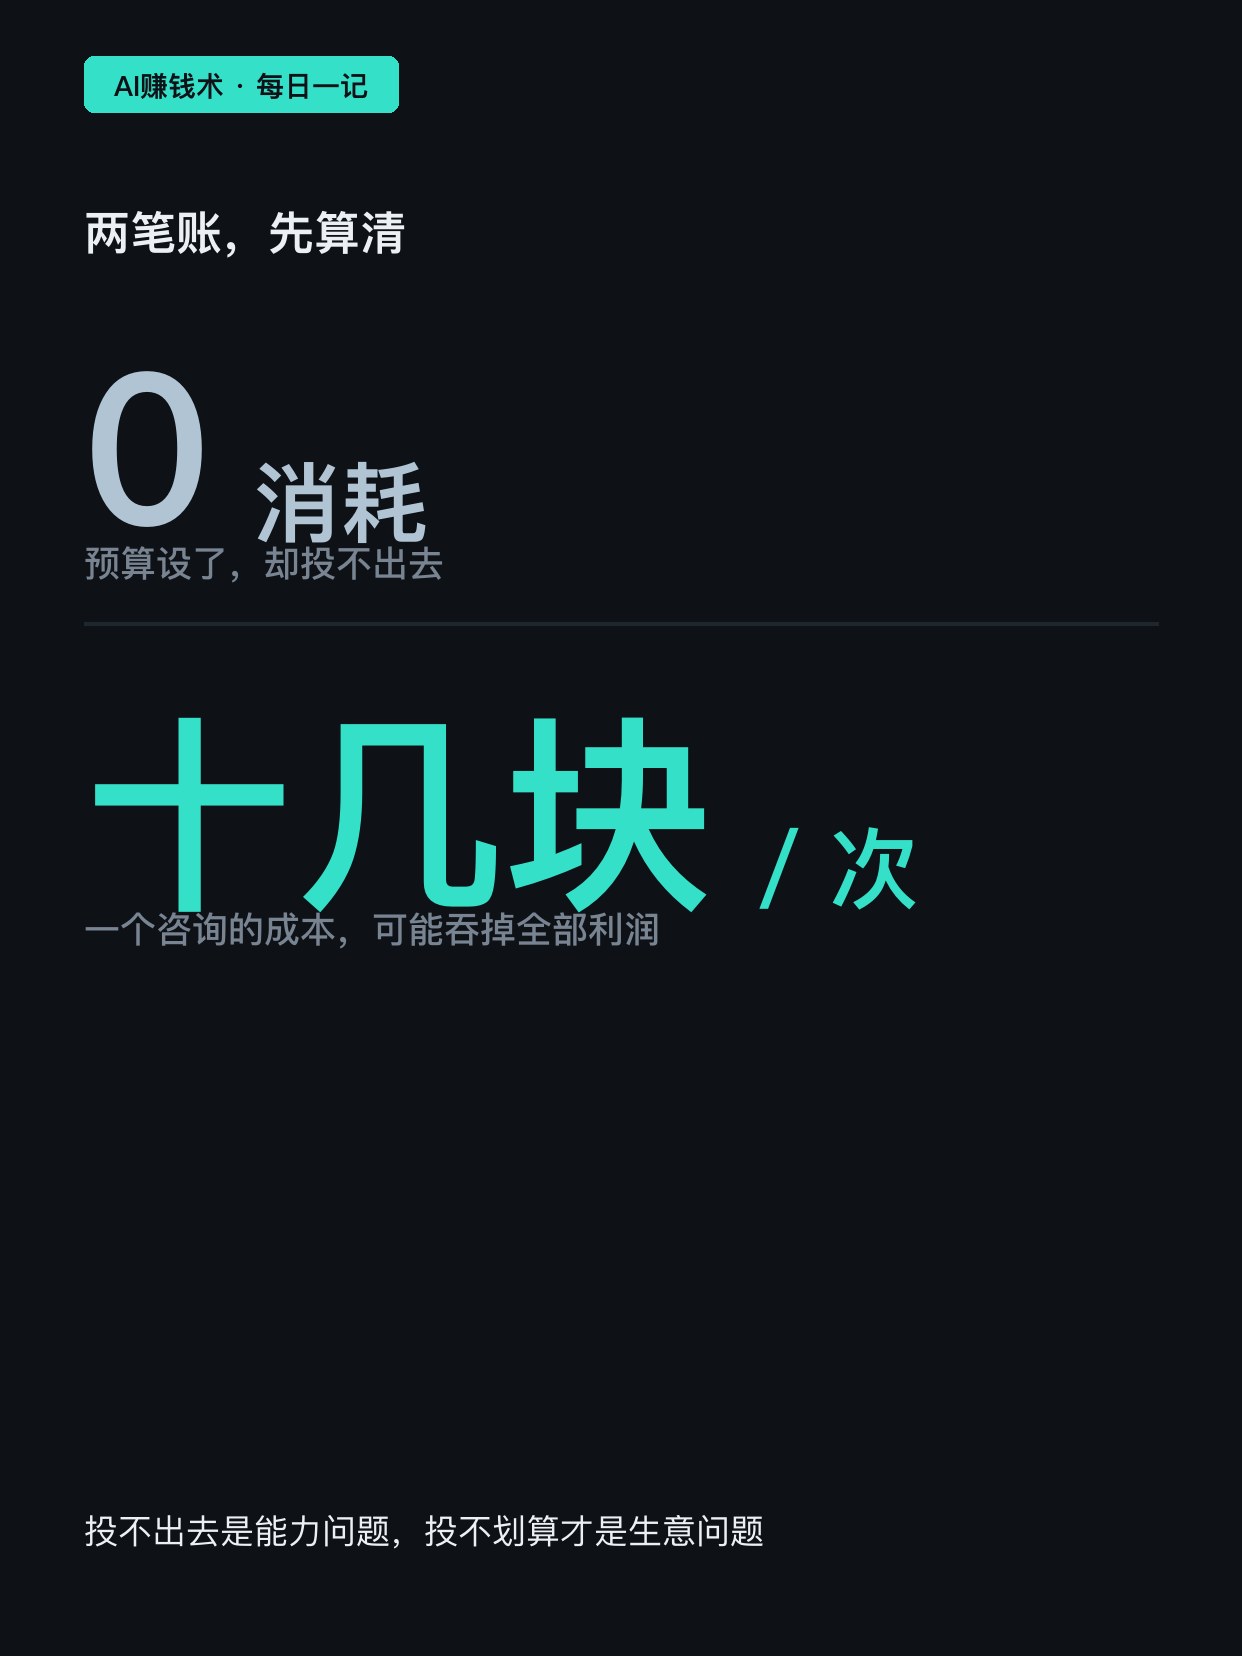 AI赚钱术 · 每日一记
两笔账，先算清
0 消耗
预算设了，却投不出去
十几块 / 次
一个咨询的成本，可能吞掉全部利润
投不出去是能力问题，投不划算才是生意问题